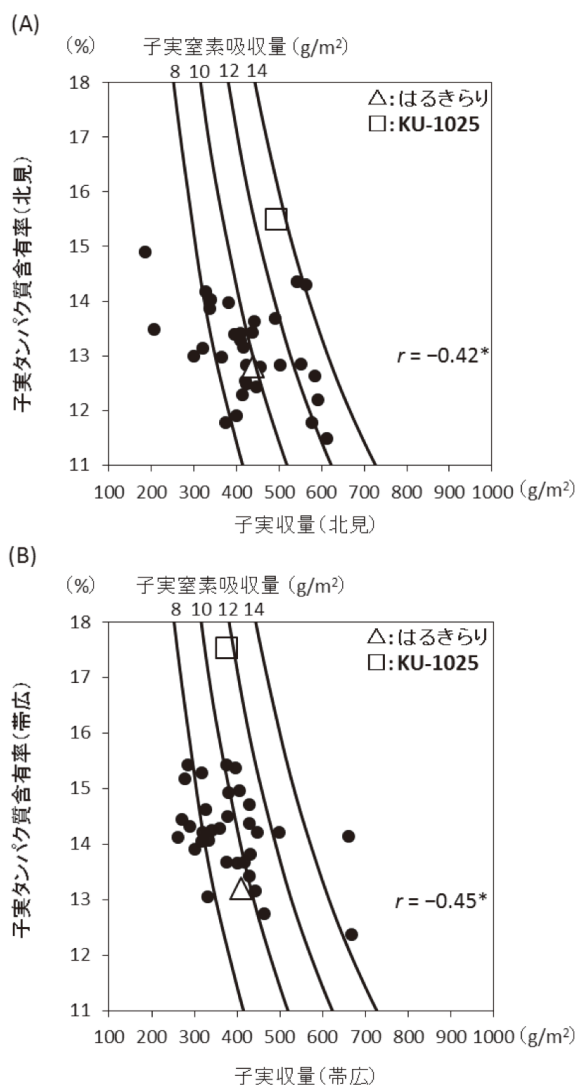 (A)
(%)
子実窒素吸収量 (g/m²)
8 10 12 14
18
17
16
15
14
13
12
11
子実タンパク質含有率(北見)
△:はるきらり
□:KU-1025
r = −0.42*
100 200 300 400 500 600 700 800 900 1000 (g/m²)
子実収量(北見)
(B)
(%)
子実窒素吸収量 (g/m²)
8 10 12 14
18
17
16
15
14
13
12
11
子実タンパク質含有率(帯広)
△:はるきらり
□:KU-1025
r = −0.45*
100 200 300 400 500 600 700 800 900 1000 (g/m²)
子実収量(帯広)